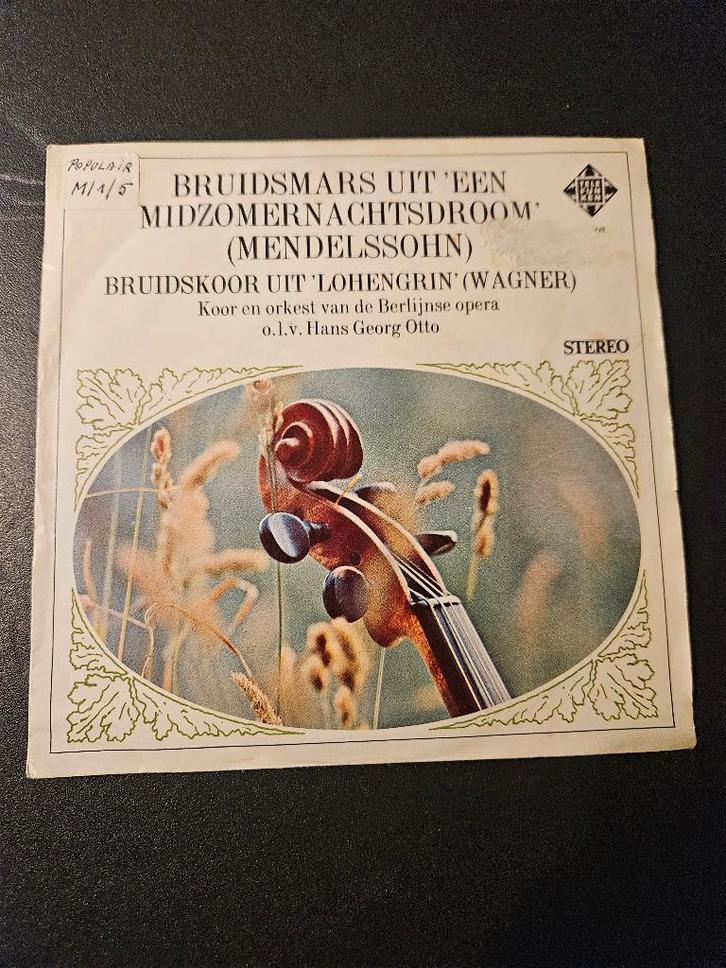 POPULAIR
M/1/5
BRUIDSMARS UIT 'EEN
MIDZOMERNACHTSDROOM'
(MENDELSSOHN)
BRUIDSKOOR UIT 'LOHENGRIN' (WAGNER)
Koor en orkest van de Berlijnse opera
o.l.v. Hans Georg Otto
STEREO